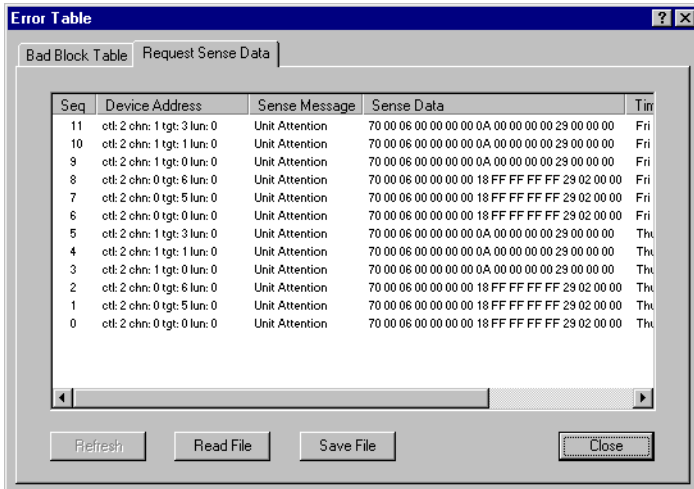 Error Table
Bad Block Table Request Sense Data
Seq Device Address Sense Message Sense Data Tim
11 ctl: 2 chn: 1 tgt: 3 lun: 0 Unit Attention 70 00 06 00 00 00 00 0A 00 00 00 00 29 00 00 00 Fri
10 ctl: 2 chn: 1 tgt: 1 lun: 0 Unit Attention 70 00 06 00 00 00 00 0A 00 00 00 00 29 00 00 00 Fri
9 ctl: 2 chn: 1 tgt: 0 lun: 0 Unit Attention 70 00 06 00 00 00 00 0A 00 00 00 00 29 00 00 00 Fri
8 ctl: 2 chn: 0 tgt: 6 lun: 0 Unit Attention 70 00 06 00 00 00 00 18 FF FF FF FF 29 02 00 00 Fri
7 ctl: 2 chn: 0 tgt: 5 lun: 0 Unit Attention 70 00 06 00 00 00 00 18 FF FF FF FF 29 02 00 00 Fri
6 ctl: 2 chn: 0 tgt: 0 lun: 0 Unit Attention 70 00 06 00 00 00 00 18 FF FF FF FF 29 02 00 00 Fri
5 ctl: 2 chn: 1 tgt: 3 lun: 0 Unit Attention 70 00 06 00 00 00 00 0A 00 00 00 00 29 00 00 00 Thu
4 ctl: 2 chn: 1 tgt: 1 lun: 0 Unit Attention 70 00 06 00 00 00 00 0A 00 00 00 00 29 00 00 00 Thu
3 ctl: 2 chn: 1 tgt: 0 lun: 0 Unit Attention 70 00 06 00 00 00 00 0A 00 00 00 00 29 00 00 00 Thu
2 ctl: 2 chn: 0 tgt: 6 lun: 0 Unit Attention 70 00 06 00 00 00 00 18 FF FF FF FF 29 02 00 00 Thu
1 ctl: 2 chn: 0 tgt: 5 lun: 0 Unit Attention 70 00 06 00 00 00 00 18 FF FF FF FF 29 02 00 00 Thu
0 ctl: 2 chn: 0 tgt: 0 lun: 0 Unit Attention 70 00 06 00 00 00 00 18 FF FF FF FF 29 02 00 00 Thu
Refresh Read File Save File Close